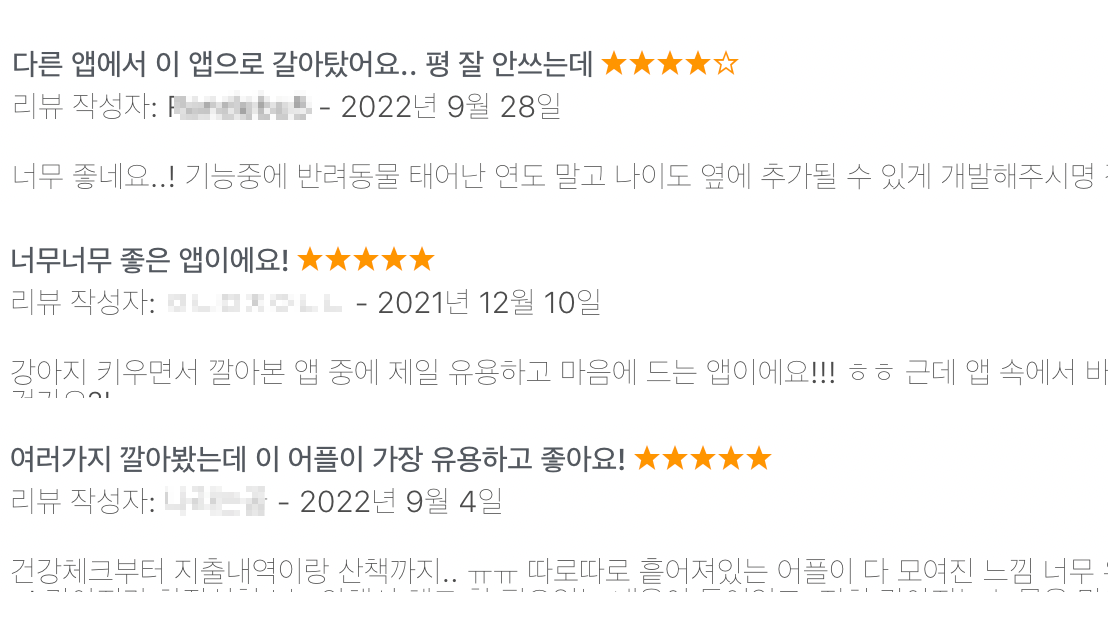 다른 앱에서 이 앱으로 갈아탔어요.. 평 잘 안쓰는데 ★★★★☆
리뷰 작성자: - 2022년 9월 28일
너무 좋네요..! 기능중에 반려동물 태어난 연도 말고 나이도 옆에 추가될 수 있게 개발해주시명
너무너무 좋은 앱이에요! ★★★★★
리뷰 작성자: - 2021년 12월 10일
강아지 키우면서 깔아본 앱 중에 제일 유용하고 마음에 드는 앱이에요!!! ㅎㅎ 근데 앱 속에서 바
여러가지 깔아봤는데 이 어플이 가장 유용하고 좋아요! ★★★★★
리뷰 작성자: - 2022년 9월 4일
건강체크부터 지출내역이랑 산책까지.. ㅠㅠ 따로따로 흩어져있는 어플이 다 모여진 느낌 너무